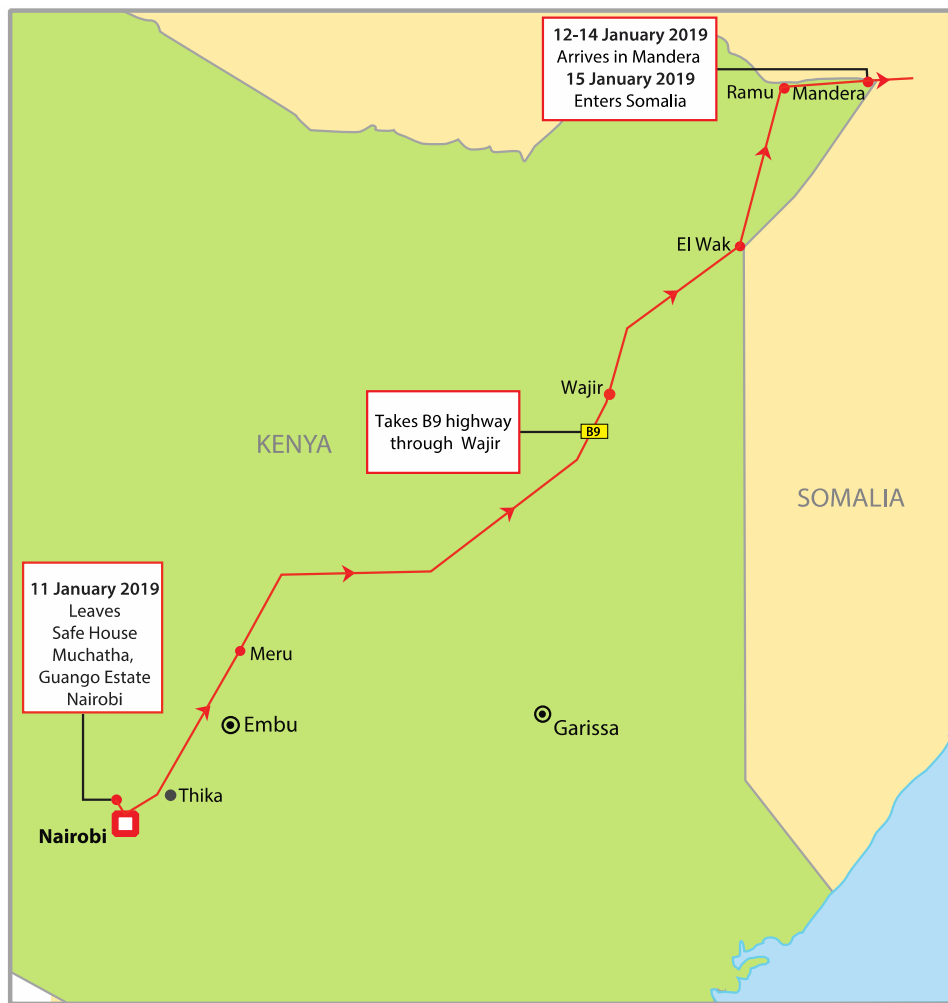 12-14 January 2019
Arrives in Mandera
15 January 2019
Enters Somalia
Ramu
Mandera
El Wak
Wajir
Takes B9 highway
through Wajir
B9
KENYA
SOMALIA
11 January 2019
Leaves
Safe House
Muchatha,
Guango Estate
Nairobi
Meru
Embu
Garissa
Thika
Nairobi